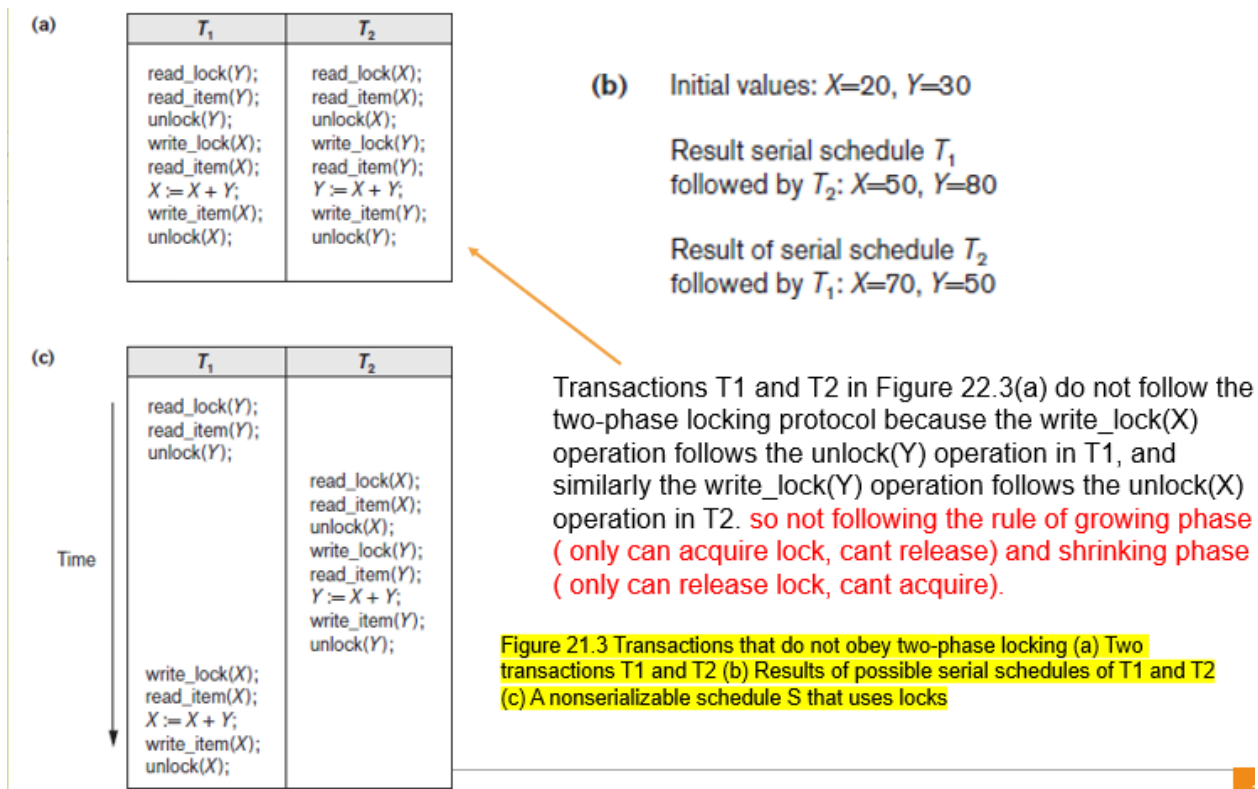 (a)
T₁ T₂
read_lock(Y); read_lock(X);
read_item(Y); read_item(X);
unlock(Y); unlock(X);
write_lock(X); write_lock(Y);
read_item(X); read_item(Y);
X := X + Y; Y := X + Y;
write_item(X); write_item(Y);
unlock(X); unlock(Y);
(b) Initial values: X=20, Y=30
Result serial schedule T₁
followed by T₂: X=50, Y=80
Result of serial schedule T₂
followed by T₁: X=70, Y=50
(c)
T₁ T₂
Time
read_lock(Y);
read_item(Y);
unlock(Y);
read_lock(X);
read_item(X);
unlock(X);
write_lock(Y);
read_item(Y);
Y := X + Y;
write_item(Y);
unlock(Y);
write_lock(X);
read_item(X);
X := X + Y;
write_item(X);
unlock(X);
Transactions T1 and T2 in Figure 22.3(a) do not follow the
two-phase locking protocol because the write_lock(X)
operation follows the unlock(Y) operation in T1, and
similarly the write_lock(Y) operation follows the unlock(X)
operation in T2. so not following the rule of growing phase
( only can acquire lock, cant release) and shrinking phase
( only can release lock, cant acquire).
Figure 21.3 Transactions that do not obey two-phase locking (a) Two
transactions T1 and T2 (b) Results of possible serial schedules of T1 and T2
(c) A nonserializable schedule S that uses locks